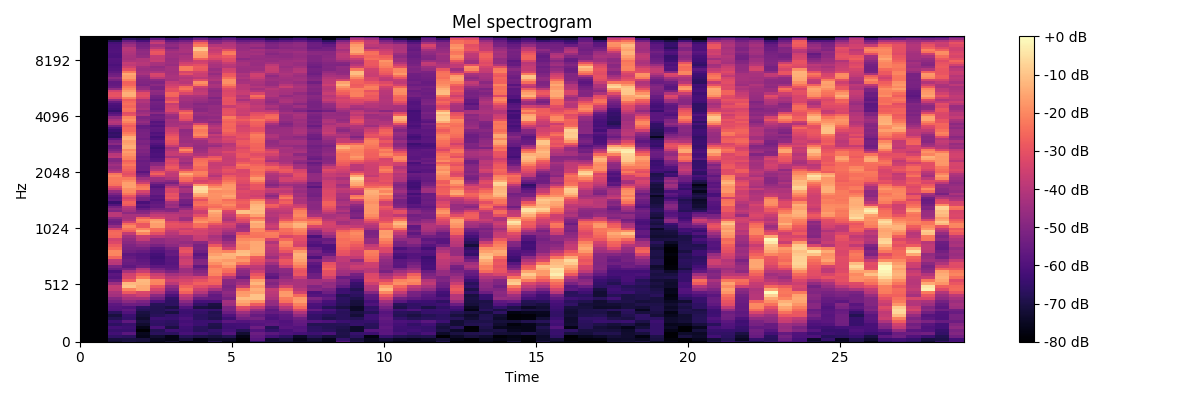 Mel spectrogram
Hz
8192
4096
2048
1024
512
0
0 5 10 15 20 25
Time
+0 dB
-10 dB
-20 dB
-30 dB
-40 dB
-50 dB
-60 dB
-70 dB
-80 dB